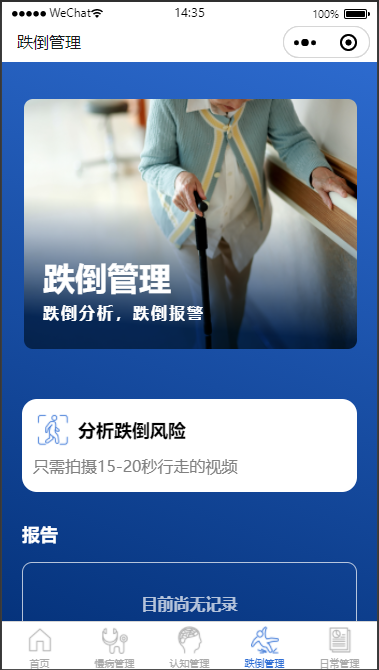 WeChat 14:35 100%
跌倒管理
跌倒管理
跌倒分析，跌倒报警
分析跌倒风险
只需拍摄15-20秒行走的视频
报告
目前尚无记录
首页 慢病管理 认知管理 跌倒管理 日常管理